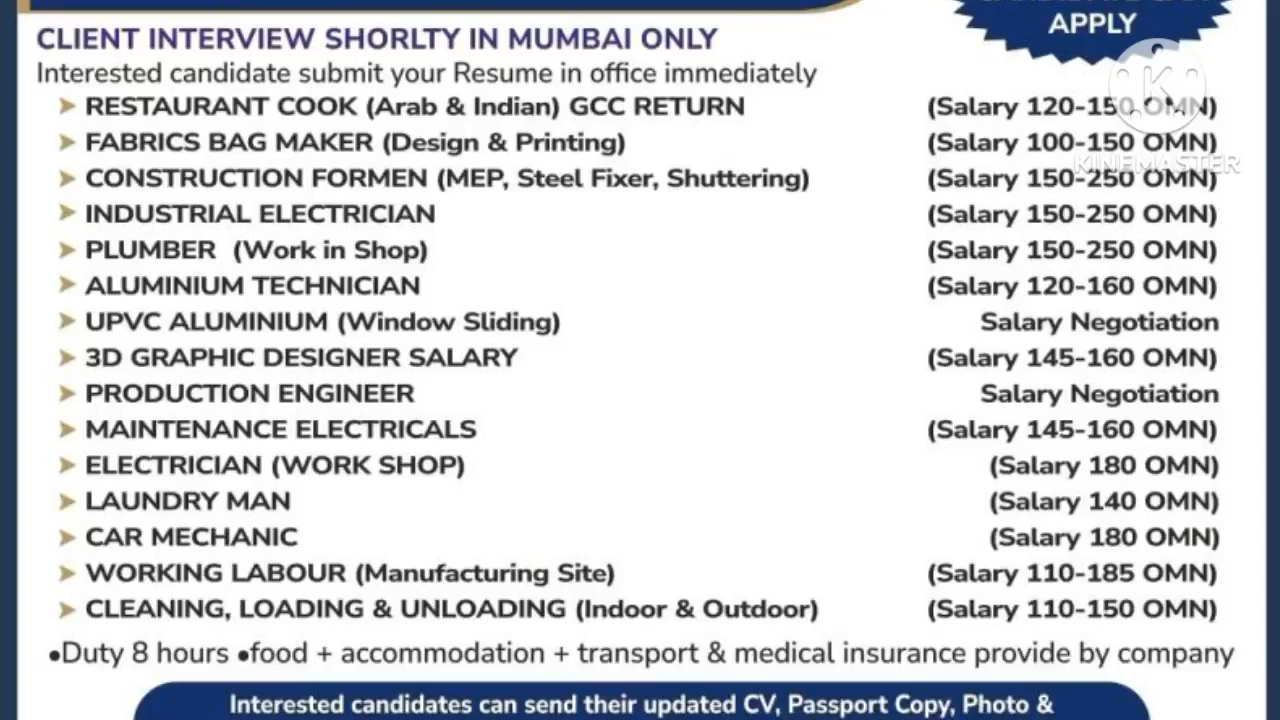 APPLY
CLIENT INTERVIEW SHORLTY IN MUMBAI ONLY
Interested candidate submit your Resume in office immediately
➤ RESTAURANT COOK (Arab & Indian) GCC RETURN (Salary 120-150 OMN)
➤ FABRICS BAG MAKER (Design & Printing) (Salary 100-150 OMN)
KINEMASTER
➤ CONSTRUCTION FORMEN (MEP, Steel Fixer, Shuttering) (Salary 150-250 OMN)
➤ INDUSTRIAL ELECTRICIAN (Salary 150-250 OMN)
➤ PLUMBER (Work in Shop) (Salary 150-250 OMN)
➤ ALUMINIUM TECHNICIAN (Salary 120-160 OMN)
➤ UPVC ALUMINIUM (Window Sliding) Salary Negotiation
➤ 3D GRAPHIC DESIGNER SALARY (Salary 145-160 OMN)
➤ PRODUCTION ENGINEER Salary Negotiation
➤ MAINTENANCE ELECTRICALS (Salary 145-160 OMN)
➤ ELECTRICIAN (WORK SHOP) (Salary 180 OMN)
➤ LAUNDRY MAN (Salary 140 OMN)
➤ CAR MECHANIC (Salary 180 OMN)
➤ WORKING LABOUR (Manufacturing Site) (Salary 110-185 OMN)
➤ CLEANING, LOADING & UNLOADING (Indoor & Outdoor) (Salary 110-150 OMN)
•Duty 8 hours •food + accommodation + transport & medical insurance provide by company
Interested candidates can send their updated CV, Passport Copy, Photo &